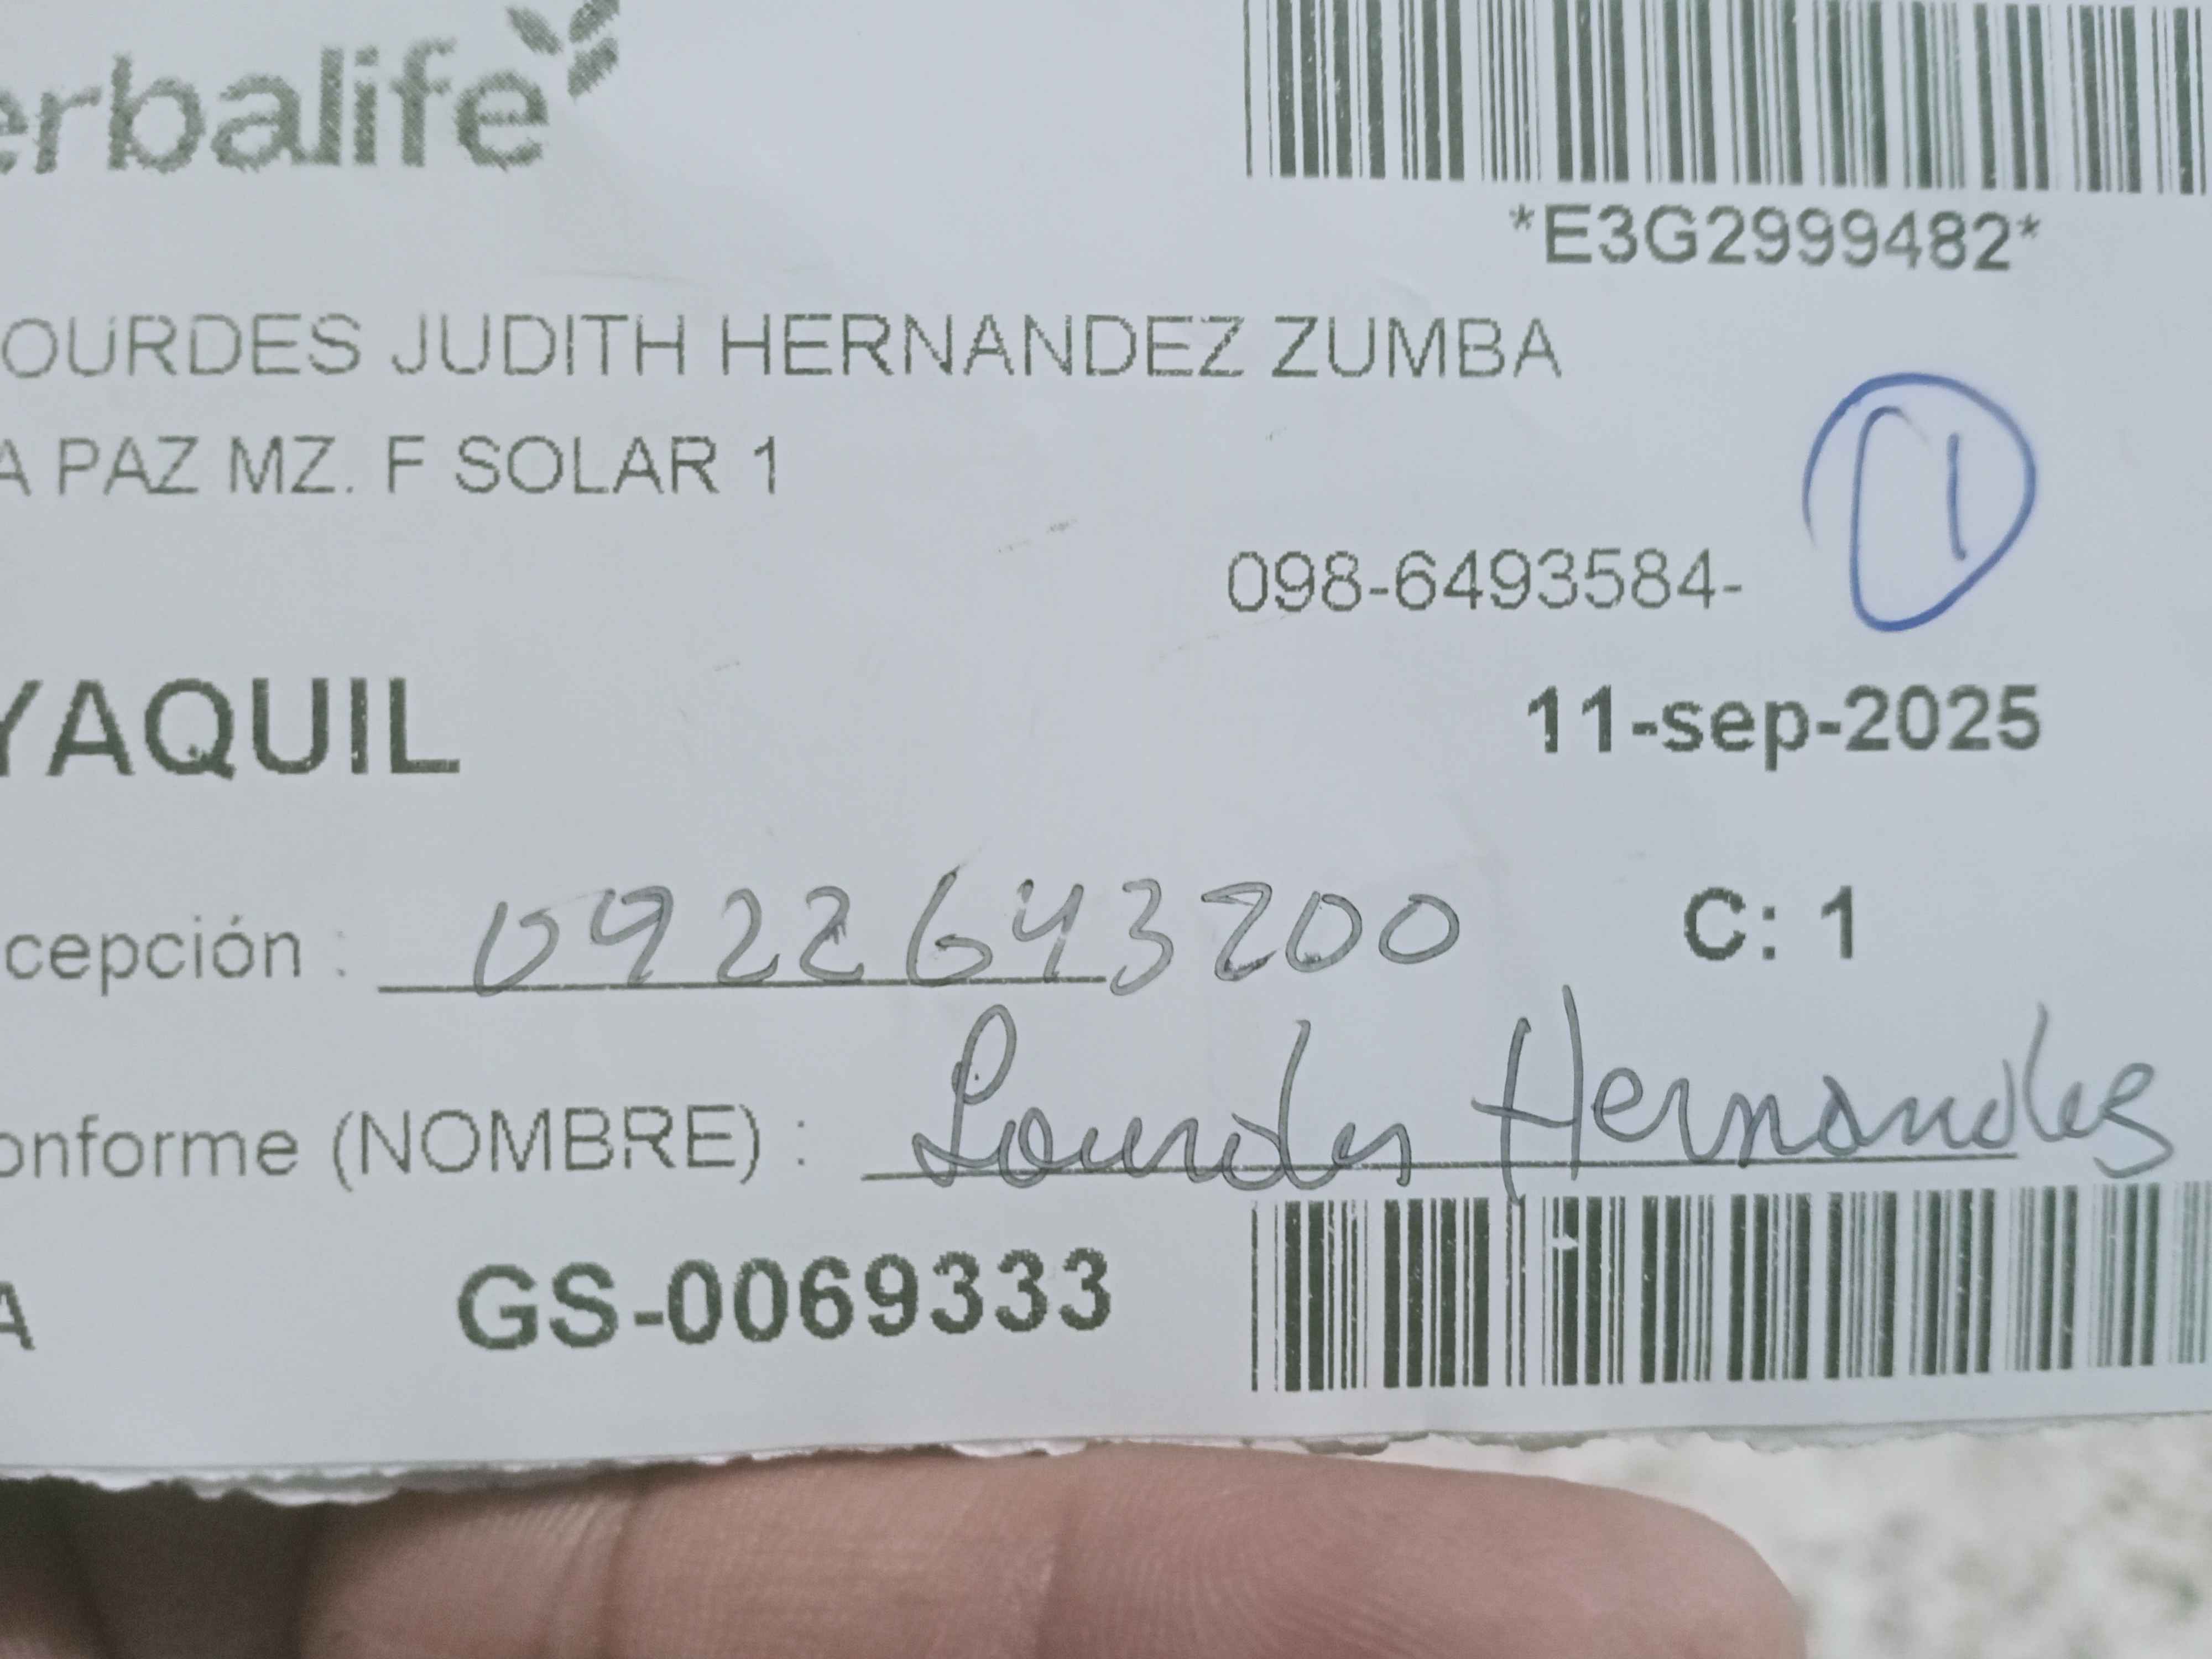 erbalife
*E3G2999482*
OURDES JUDITH HERNANDEZ ZUMBA
A PAZ MZ. F SOLAR 1
1
098-6493584-
YAQUIL
11-sep-2025
cepción : 0922643200
C: 1
onforme (NOMBRE) : Lourdes Hernandes
A
GS-0069333